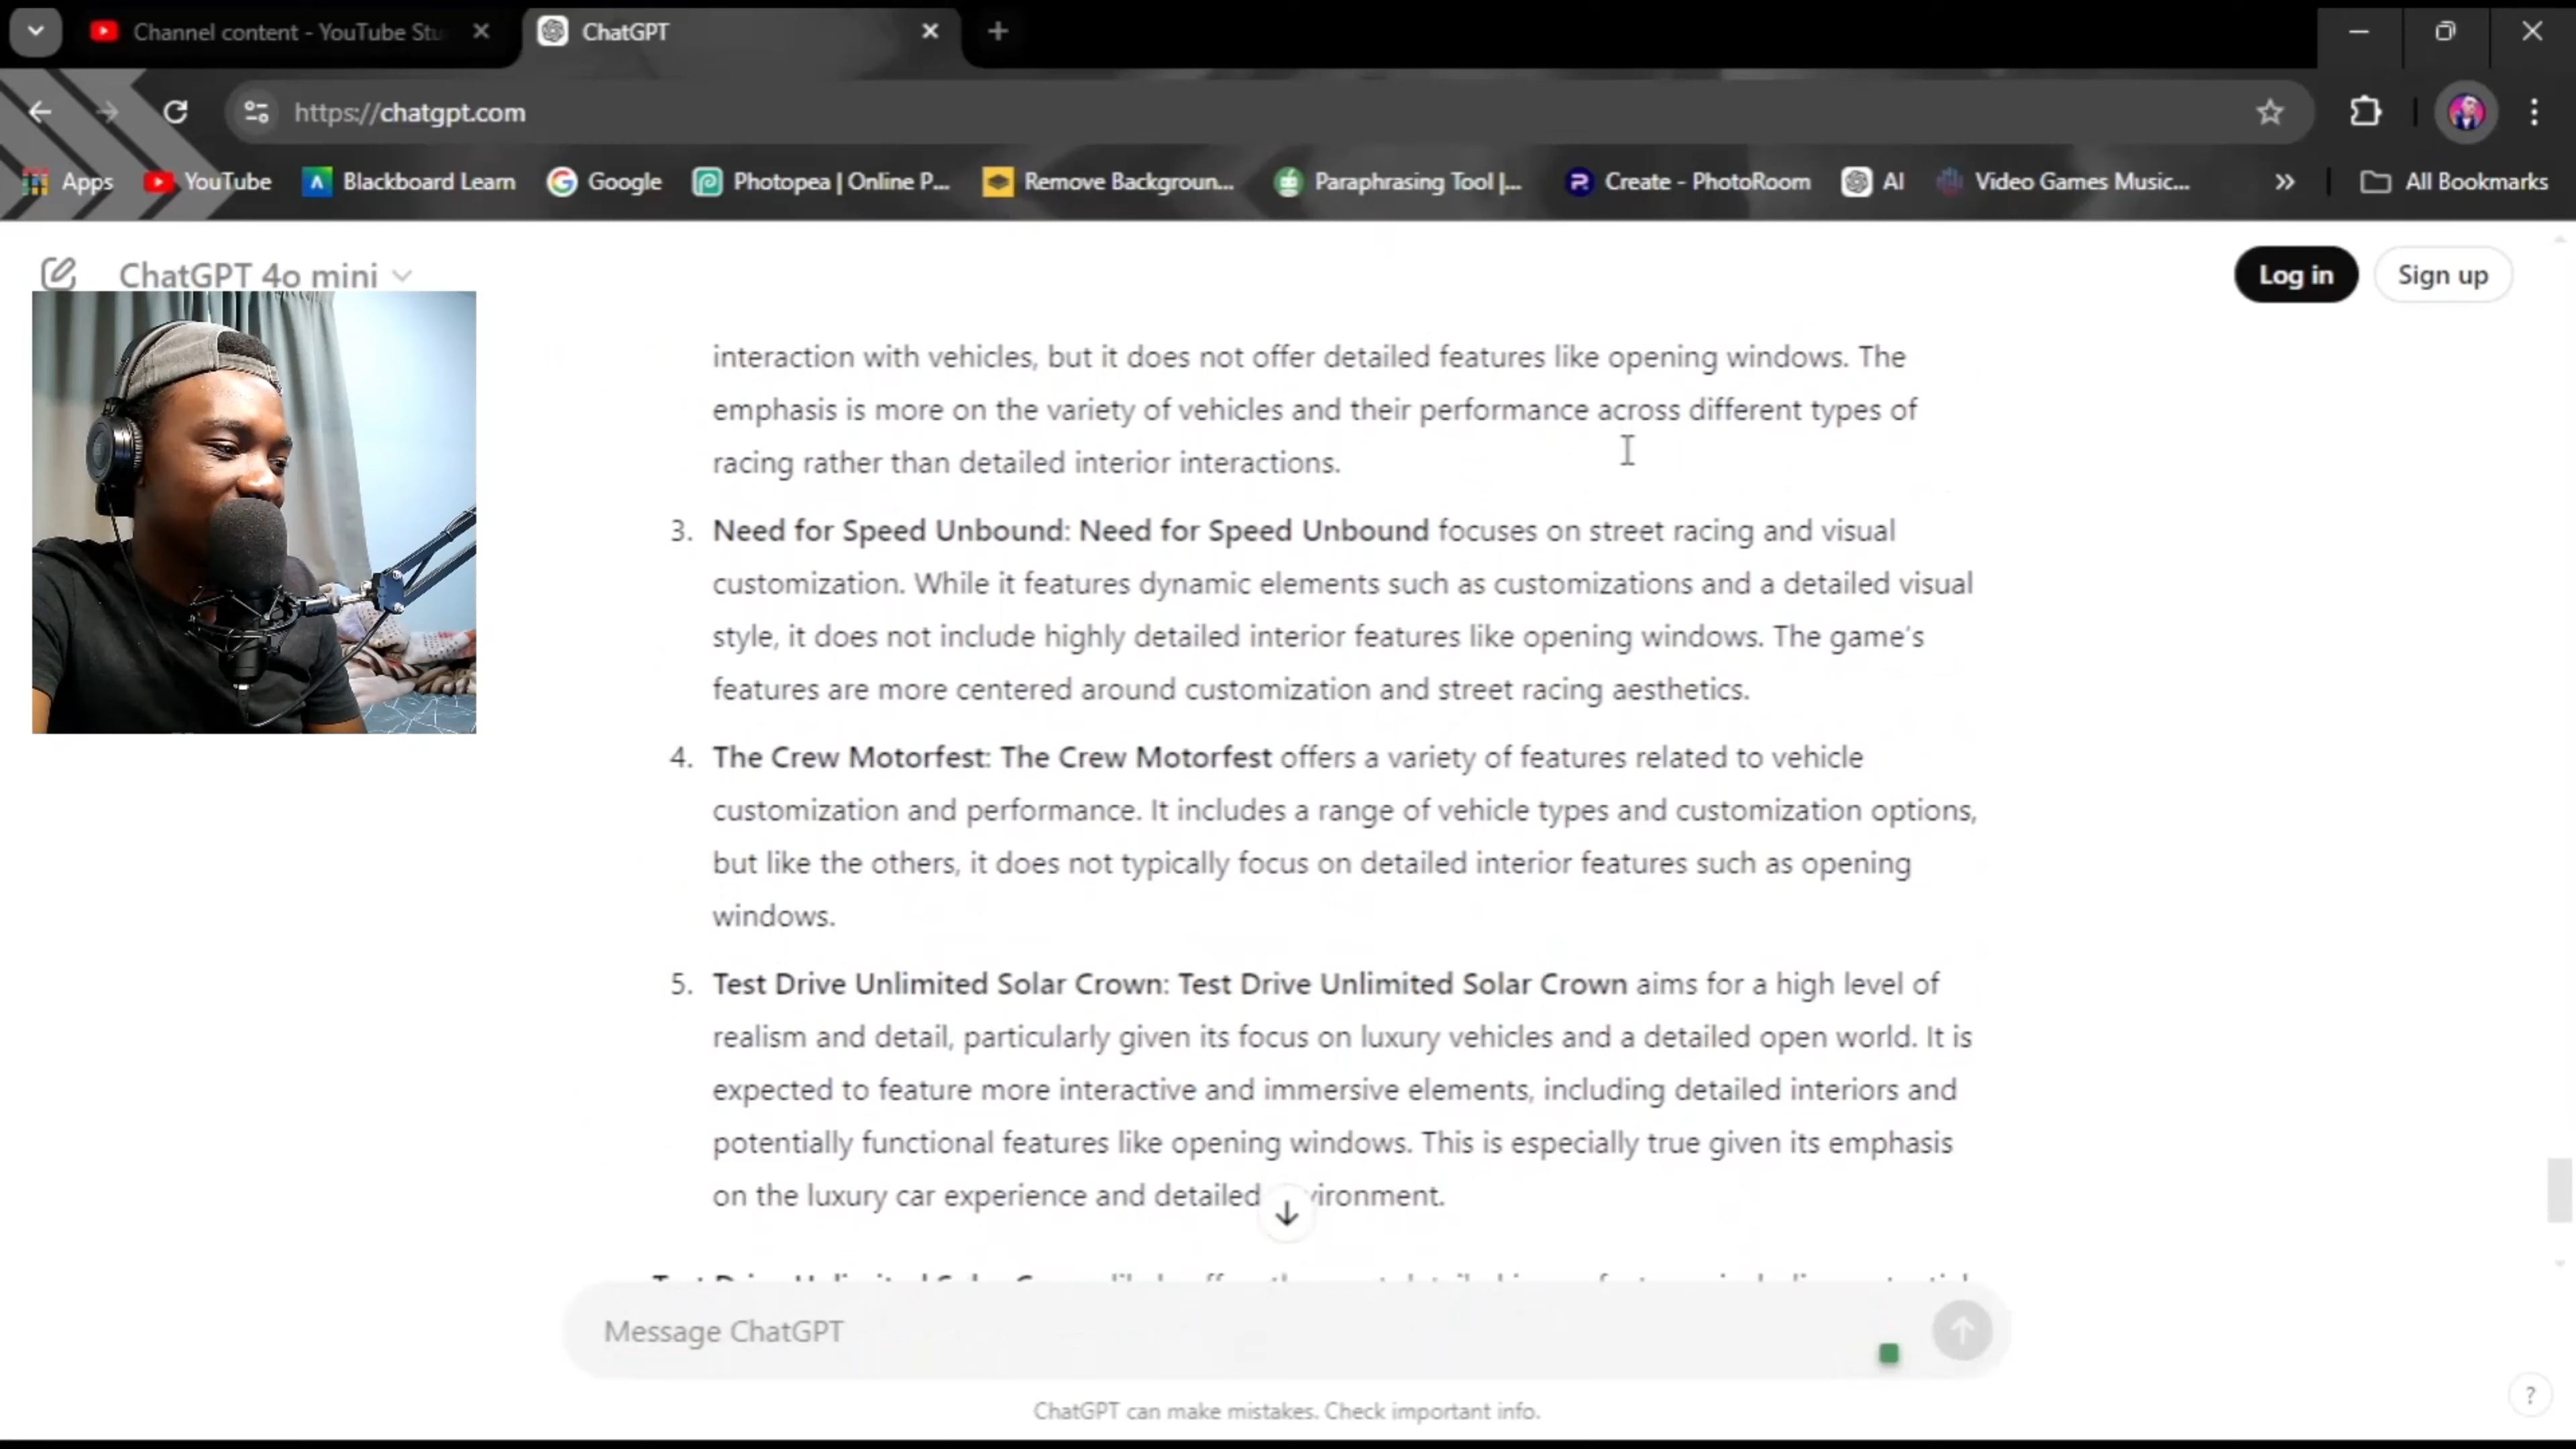 Channel content - YouTube Stu
ChatGPT
https://chatgpt.com
Apps
YouTube
Blackboard Learn
Google
Photopea | Online P...
Remove Backgroun...
Paraphrasing Tool |...
Create - PhotoRoom
AI
Video Games Music...
All Bookmarks
ChatGPT 4o mini
Log in
Sign up
interaction with vehicles, but it does not offer detailed features like opening windows. The
emphasis is more on the variety of vehicles and their performance across different types of
racing rather than detailed interior interactions.
3. Need for Speed Unbound: Need for Speed Unbound focuses on street racing and visual
customization. While it features dynamic elements such as customizations and a detailed visual
style, it does not include highly detailed interior features like opening windows. The game's
features are more centered around customization and street racing aesthetics.
4. The Crew Motorfest: The Crew Motorfest offers a variety of features related to vehicle
customization and performance. It includes a range of vehicle types and customization options,
but like the others, it does not typically focus on detailed interior features such as opening
windows.
5. Test Drive Unlimited Solar Crown: Test Drive Unlimited Solar Crown aims for a high level of
realism and detail, particularly given its focus on luxury vehicles and a detailed open world. It is
expected to feature more interactive and immersive elements, including detailed interiors and
potentially functional features like opening windows. This is especially true given its emphasis
on the luxury car experience and detailed vironment.
Message ChatGPT
ChatGPT can make mistakes. Check important info.
?